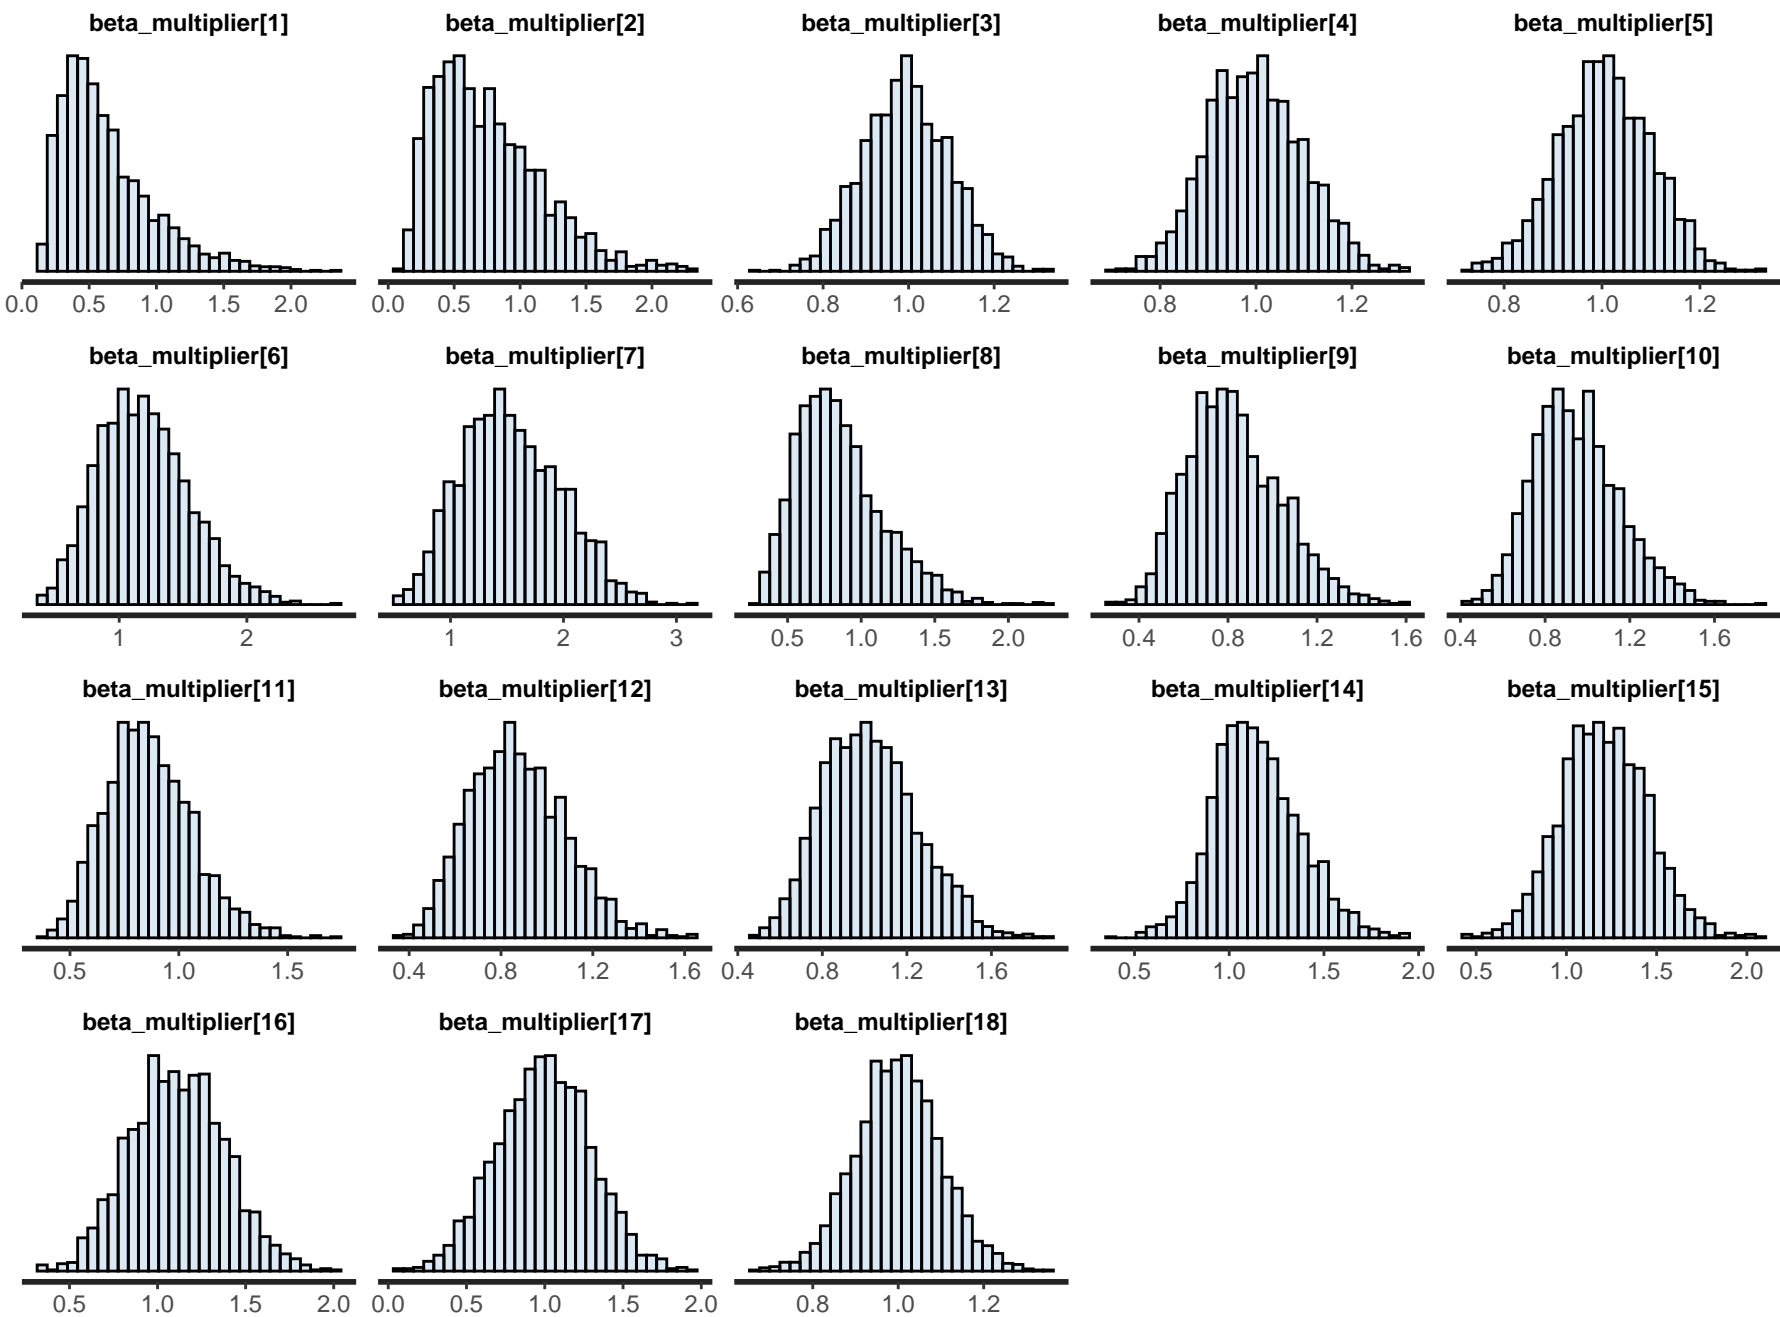 beta_multiplier[1] beta_multiplier[2] beta_multiplier[3] beta_multiplier[4] beta_multiplier[5]
0.0 0.5 1.0 1.5 2.0 0.0 0.5 1.0 1.5 2.0 0.6 0.8 1.0 1.2 0.8 1.0 1.2 0.8 1.0 1.2
beta_multiplier[6] beta_multiplier[7] beta_multiplier[8] beta_multiplier[9] beta_multiplier[10]
1 2 1 2 3 0.5 1.0 1.5 2.0 0.4 0.8 1.2 1.6 0.4 0.8 1.2 1.6
beta_multiplier[11] beta_multiplier[12] beta_multiplier[13] beta_multiplier[14] beta_multiplier[15]
0.5 1.0 1.5 0.4 0.8 1.2 1.6 0.4 0.8 1.2 1.6 0.5 1.0 1.5 2.0 0.5 1.0 1.5 2.0
beta_multiplier[16] beta_multiplier[17] beta_multiplier[18]
0.5 1.0 1.5 2.0 0.0 0.5 1.0 1.5 2.0 0.8 1.0 1.2